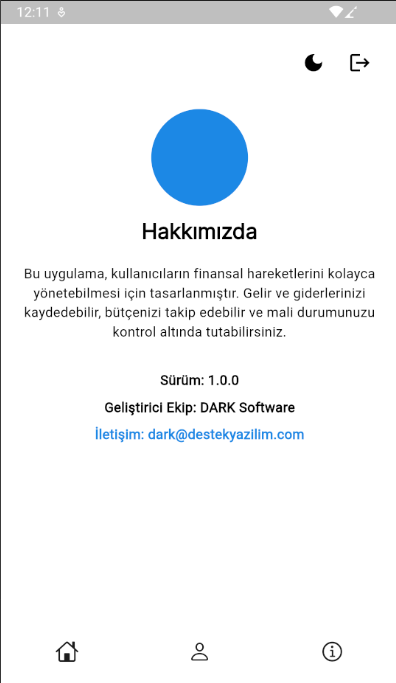 12:11
Hakkımızda
Bu uygulama, kullanıcıların finansal hareketlerini kolayca
yönetebilmesi için tasarlanmıştır. Gelir ve giderlerinizi
kaydedebilir, bütçenizi takip edebilir ve mali durumunuzu
kontrol altında tutabilirsiniz.
Sürüm: 1.0.0
Geliştirici Ekip: DARK Software
İletişim: dark@destekyazilim.com